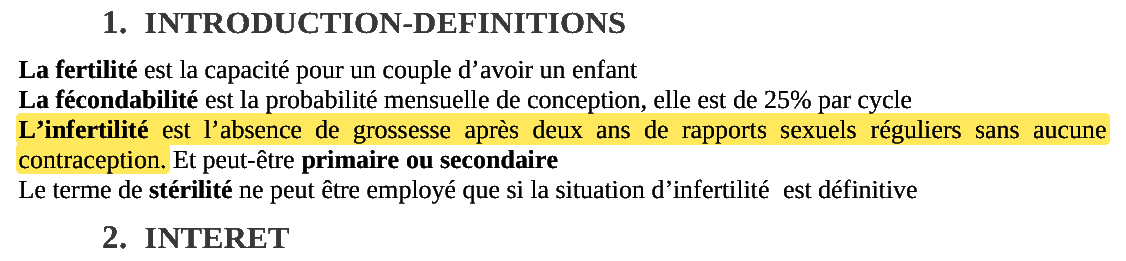 1. INTRODUCTION-DEFINITIONS
La fertilité est la capacité pour un couple d’avoir un enfant
La fécondabilité est la probabilité mensuelle de conception, elle est de 25% par cycle
L’infertilité est l’absence de grossesse après deux ans de rapports sexuels réguliers sans aucune
contraception. Et peut-être primaire ou secondaire
Le terme de stérilité ne peut être employé que si la situation d’infertilité  est définitive
2. INTERET